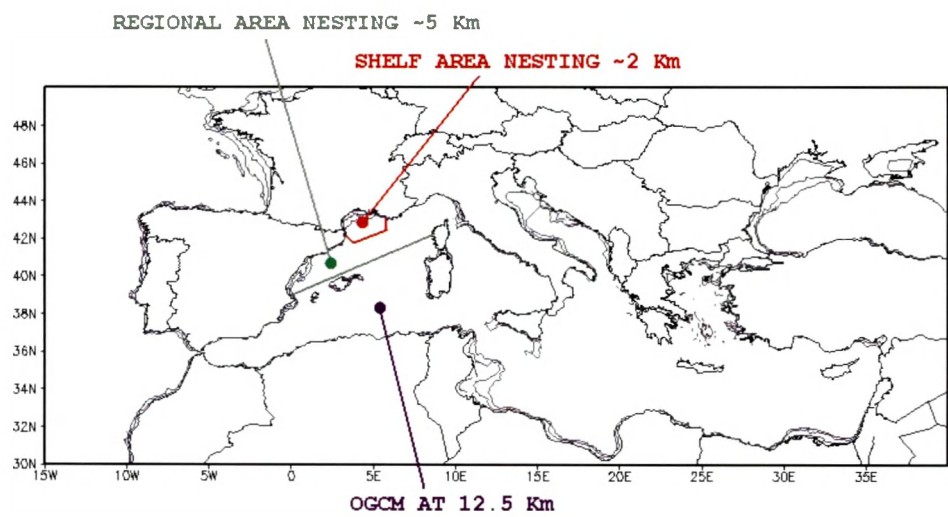 REGIONAL AREA NESTING ~5 Km
SHELF AREA NESTING ~2 Km
48N
46N
44N
42N
40N
38N
36N
34N
32N
30N
15W 10W 5W 0 5E 10E 15E 20E 25E 30E 35E
OGCM AT 12.5 Km